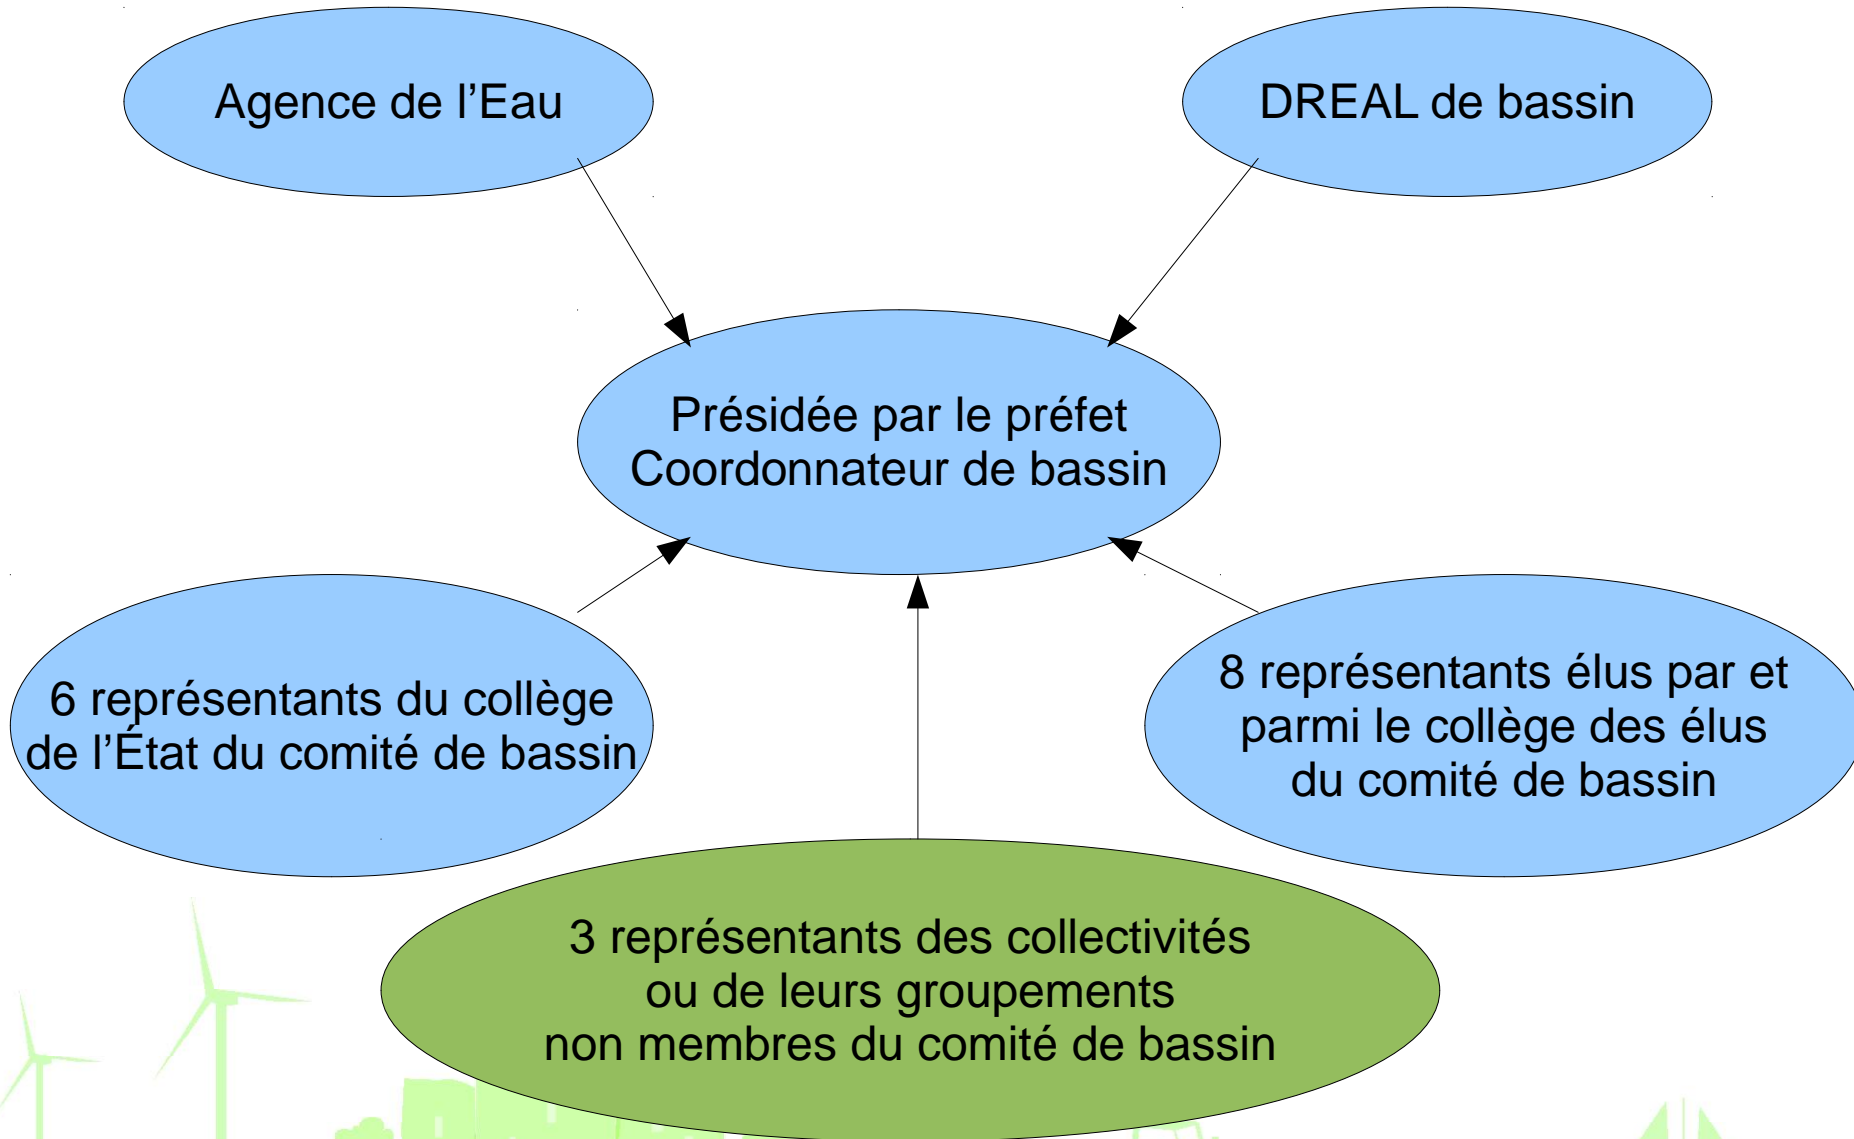 Agence de l’Eau
DREAL de bassin
Présidée par le préfet
Coordonnateur de bassin
6 représentants du collège
de l’État du comité de bassin
8 représentants élus par et
parmi le collège des élus
du comité de bassin
3 représentants des collectivités
ou de leurs groupements
non membres du comité de bassin